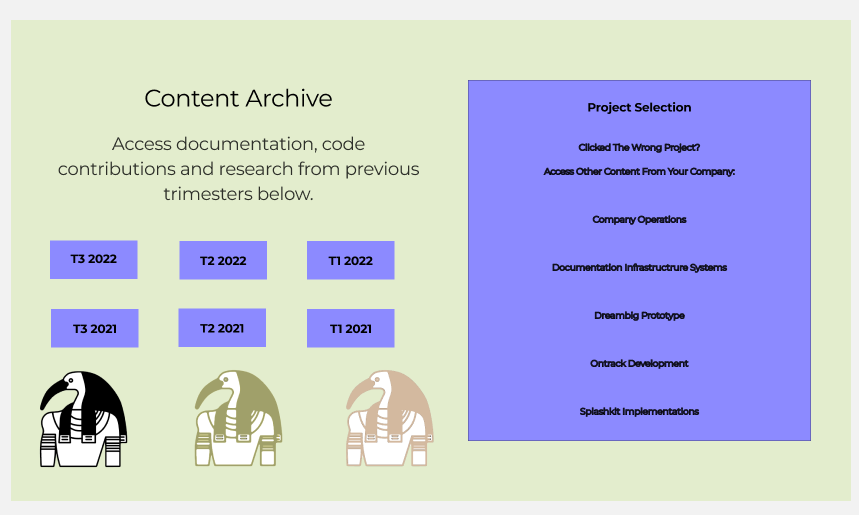 Content Archive
Access documentation, code
contributions and research from previous
trimesters below.
T3 2022
T2 2022
T1 2022
T3 2021
T2 2021
T1 2021
Project Selection
Clicked The Wrong Project?
Access Other Content From Your Company:
Company Operations
Documentation Infrastructrure Systems
Dreambig Prototype
Ontrack Development
Splashkit Implementations